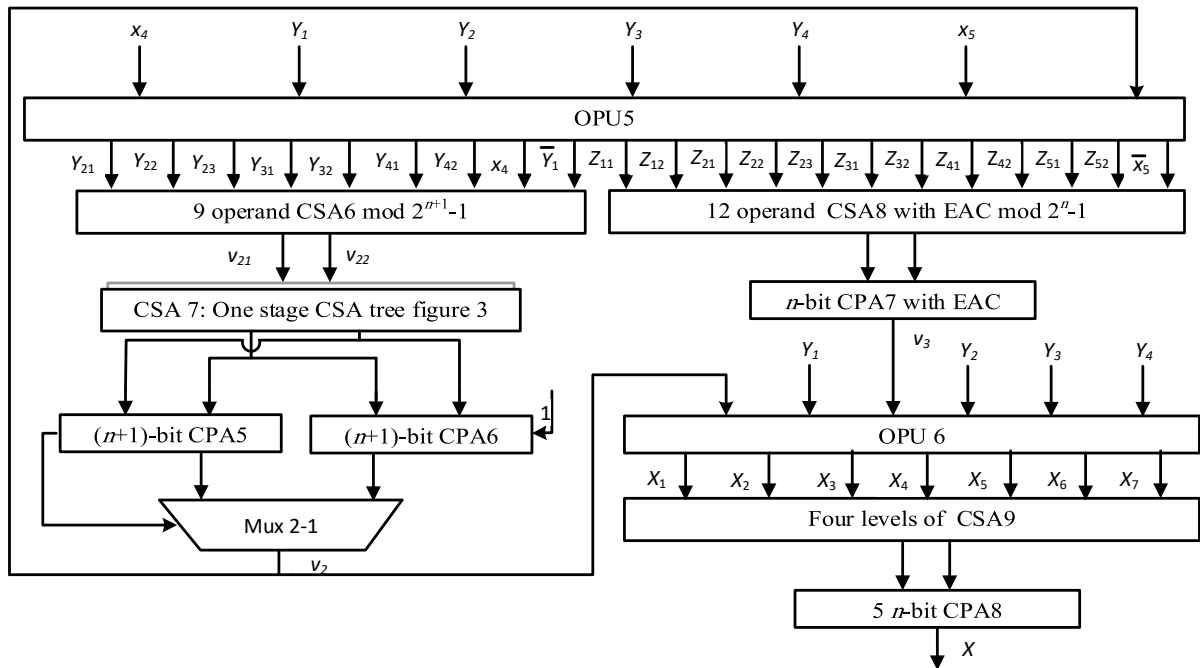 x₄ Y₁ Y₂ Y₃ Y₄ x₅
OPU5
Y₂₁ Y₂₂ Y₂₃ Y₃₁ Y₃₂ Y₄₁ Y₄₂ x₄ Y̅₁ Z₁₁ Z₁₂ Z₂₁ Z₂₂ Z₂₃ Z₃₁ Z₃₂ Z₄₁ Z₄₂ Z₅₁ Z₅₂ x̅₅
9 operand CSA6 mod 2ⁿ⁺¹-1
12 operand CSA8 with EAC mod 2ⁿ-1
v₂₁ v₂₂
CSA 7: One stage CSA tree figure 3
n-bit CPA7 with EAC
v₃
Y₁ Y₂ Y₃ Y₄
1
(n+1)-bit CPA5
(n+1)-bit CPA6
OPU 6
X₁ X₂ X₃ X₄ X₅ X₆ X₇
Mux 2-1
Four levels of CSA9
v₂
5 n-bit CPA8
X